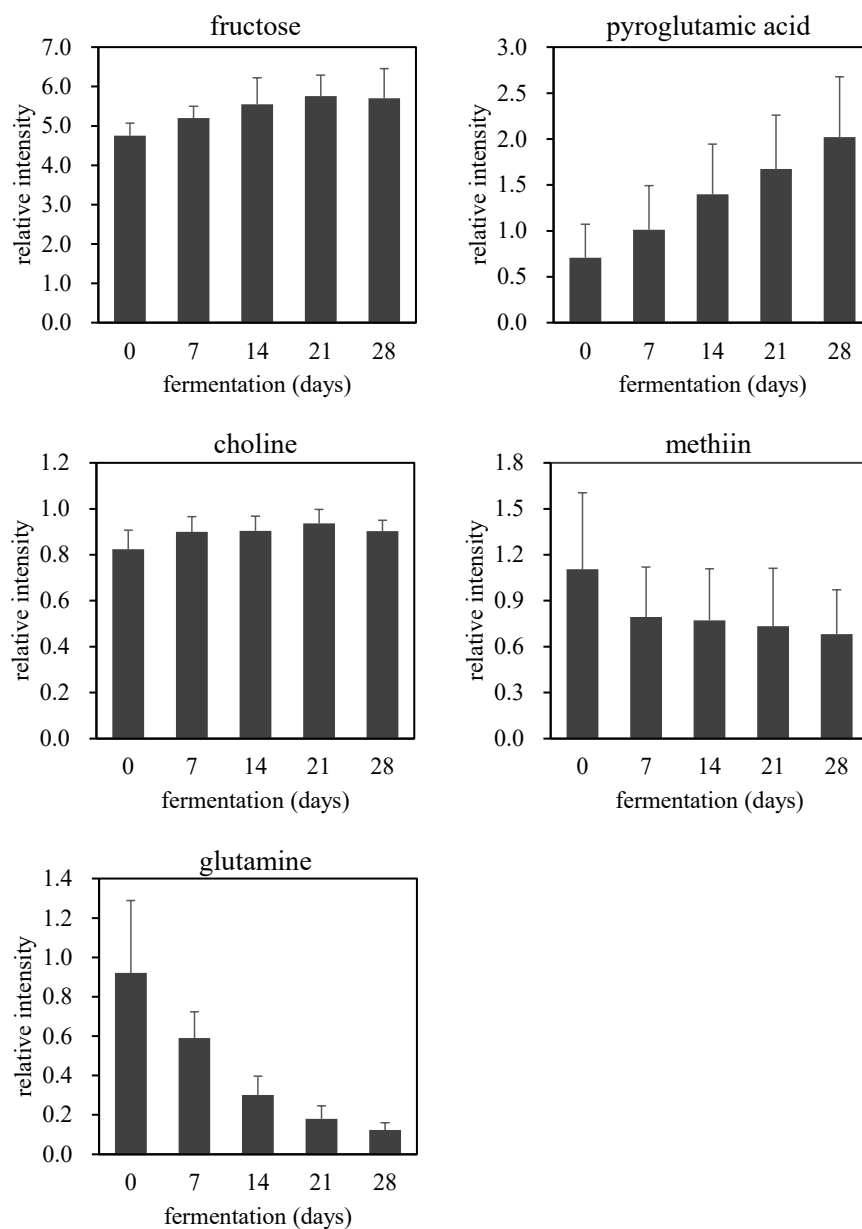 fructose
7.0
6.0
5.0
4.0
3.0
2.0
1.0
0.0
relative intensity
0 7 14 21 28
fermentation (days)
pyroglutamic acid
3.0
2.5
2.0
1.5
1.0
0.5
0.0
relative intensity
0 7 14 21 28
fermentation (days)
choline
1.2
1.0
0.8
0.6
0.4
0.2
0.0
relative intensity
0 7 14 21 28
fermentation (days)
methiin
1.8
1.5
1.2
0.9
0.6
0.3
0.0
relative intensity
0 7 14 21 28
fermentation (days)
glutamine
1.4
1.2
1.0
0.8
0.6
0.4
0.2
0.0
relative intensity
0 7 14 21 28
fermentation (days)